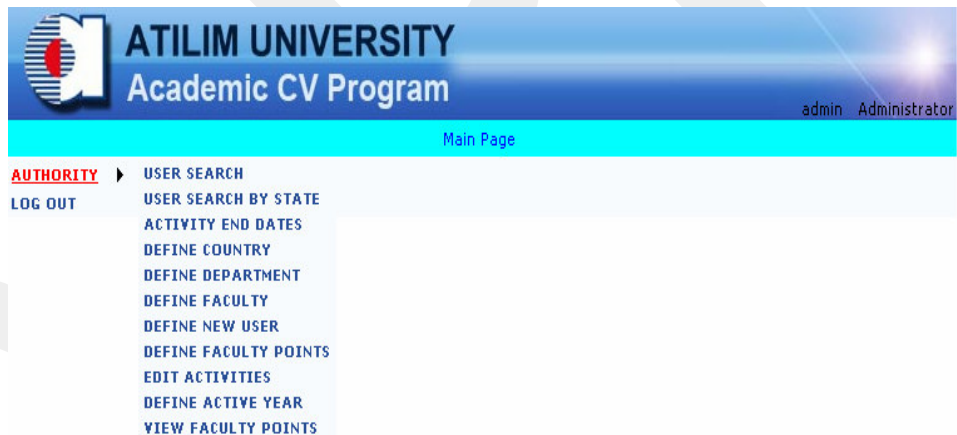 ATILIM UNIVERSITY
Academic CV Program
admin Administrator
Main Page
AUTHORITY
LOG OUT
USER SEARCH
USER SEARCH BY STATE
ACTIVITY END DATES
DEFINE COUNTRY
DEFINE DEPARTMENT
DEFINE FACULTY
DEFINE NEW USER
DEFINE FACULTY POINTS
EDIT ACTIVITIES
DEFINE ACTIVE YEAR
VIEW FACULTY POINTS